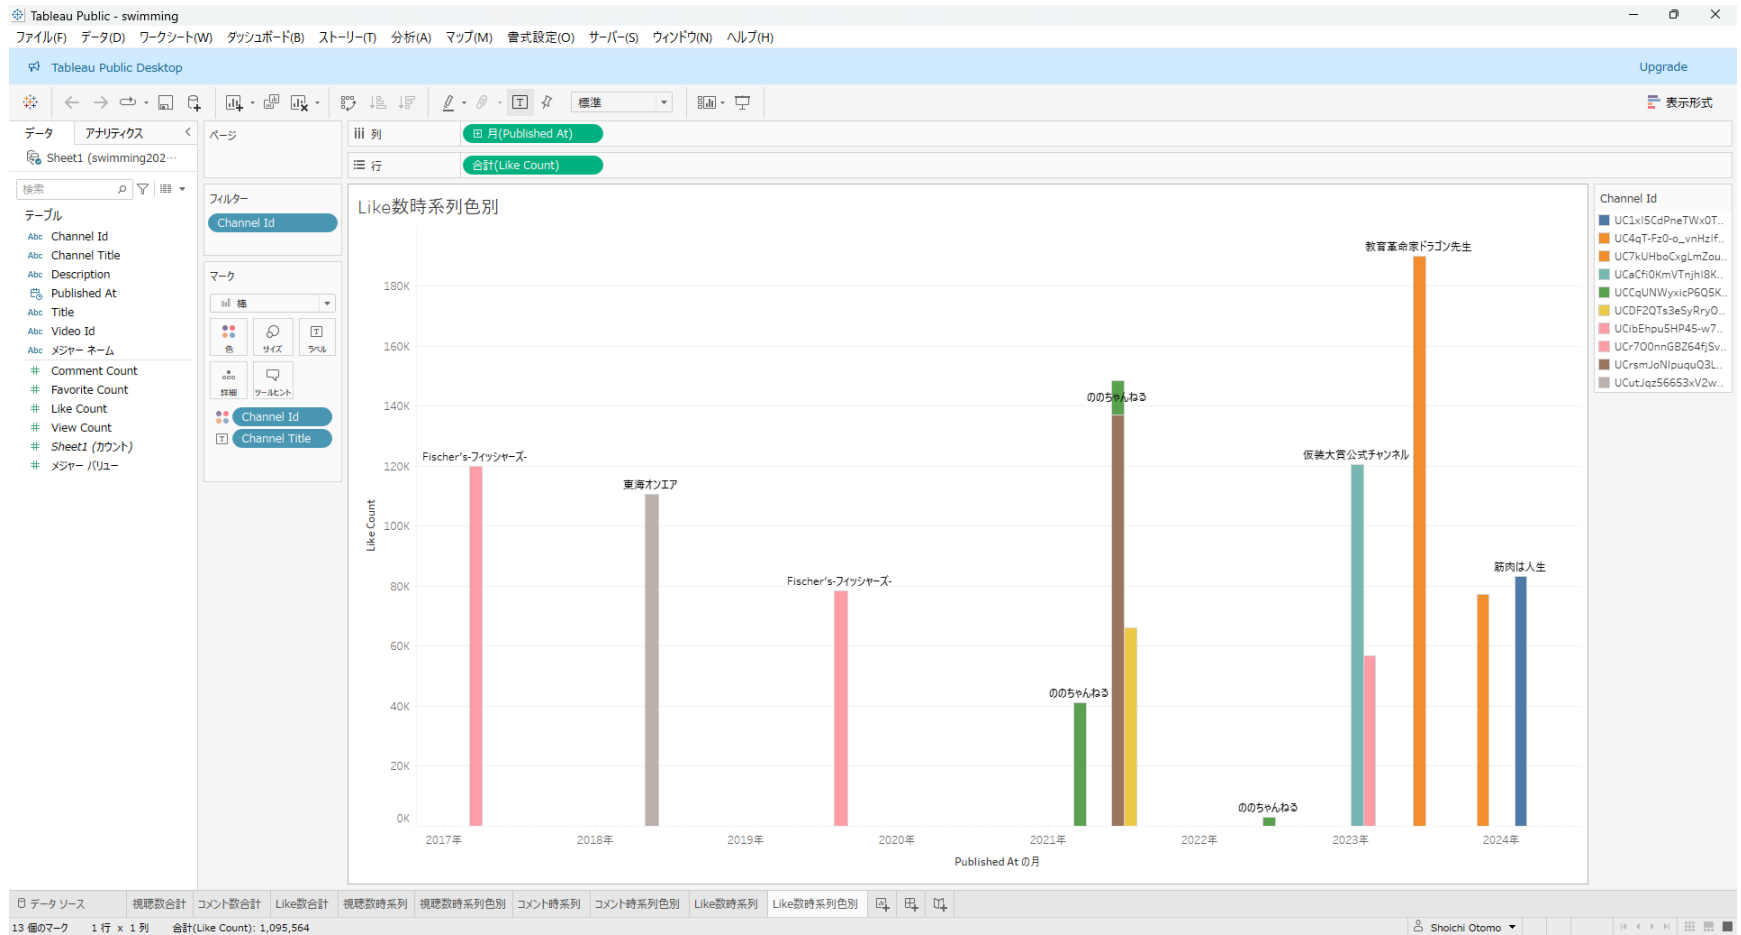 Tableau Public - swimming
ファイル(F) データ(D) ワークシート(W) ダッシュボード(B) ストーリー(T) 分析(A) マップ(M) 書式設定(O) サーバー(S) ウィンドウ(N) ヘルプ(H)
Tableau Public Desktop
Upgrade
標準
表示形式
データ アナリティクス
Sheet1 (swimming202…
検索
テーブル
Abc Channel Id
Abc Channel Title
Abc Description
Published At
Abc Title
Abc Video Id
Abc メジャー ネーム
# Comment Count
# Favorite Count
# Like Count
# View Count
# Sheet1 (カウント)
# メジャー バリュー
ページ
フィルター
Channel Id
マーク
棒
色 サイズ ラベル
詳細 ツールヒント
Channel Id
Channel Title
列 月(Published At)
行 合計(Like Count)
Like数時系列色別
教育革命家ドラゴン先生
ののちゃんねる
Fischer's-フィッシャーズ-
仮装大賞公式チャンネル
東海オンエア
筋肉は人生
Fischer's-フィッシャーズ-
ののちゃんねる
ののちゃんねる
Like Count
180K
160K
140K
120K
100K
80K
60K
40K
20K
0K
2017年 2018年 2019年 2020年 2021年 2022年 2023年 2024年
Published At の月
Channel Id
UC1xI5CdPneTWx0T..
UC4qT-Fz0-o_vnHzIf..
UC7kUHboCxgLmZou..
UCaCfi0KmVTnjhI8K..
UCCqUNWyxicP6Q5K..
UCDF2QTs3eSyRryO..
UCibEhpu5HP45-w7..
UCr7O0nnGBZ64fjSv..
UCrsmJoNIpuquQ3L..
UCutJqz56653xV2w..
データ ソース 視聴数合計 コメント数合計 Like数合計 視聴数時系列 視聴数時系列色別 コメント時系列 コメント時系列色別 Like数時系列 Like数時系列色別
13 個のマーク 1 行 x 1 列 合計(Like Count): 1,095,564
Shoichi Otomo